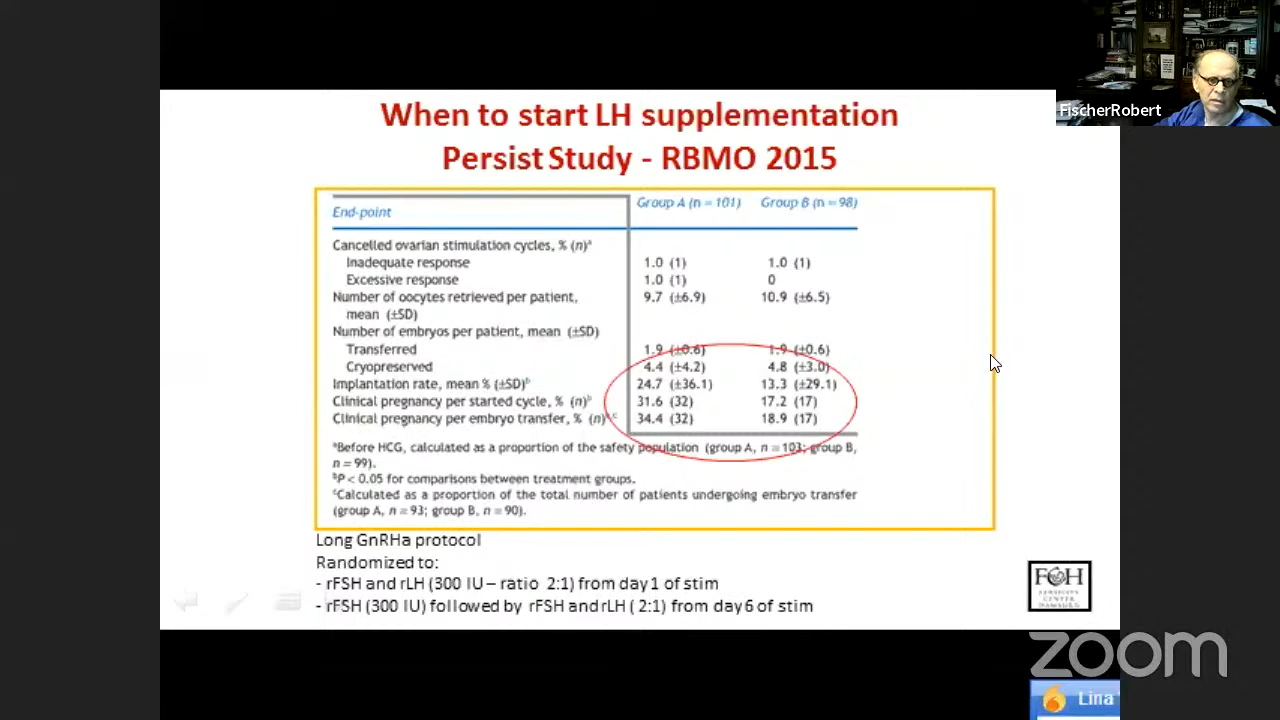 FischerRobert
When to start LH supplementation
Persist Study - RBMO 2015
End-point Group A (n = 101) Group B (n = 98)
Cancelled ovarian stimulation cycles, % (n)ᵃ
Inadequate response 1.0 (1) 1.0 (1)
Excessive response 1.0 (1) 0
Number of oocytes retrieved per patient, 9.7 (±6.9) 10.9 (±6.5)
mean (±SD)
Number of embryos per patient, mean (±SD)
Transferred 1.9 (±0.6) 1.9 (±0.6)
Cryopreserved 4.4 (±4.2) 4.8 (±3.0)
Implantation rate, mean % (±SD)ᵇ 24.7 (±36.1) 13.3 (±29.1)
Clinical pregnancy per started cycle, % (n)ᵇ 31.6 (32) 17.2 (17)
Clinical pregnancy per embryo transfer, % (n)ᵇ,ᶜ 34.4 (32) 18.9 (17)
ᵃBefore HCG, calculated as a proportion of the safety population (group A, n = 103; group B,
n = 99).
ᵇP < 0.05 for comparisons between treatment groups.
ᶜCalculated as a proportion of the total number of patients undergoing embryo transfer
(group A, n = 93; group B, n = 90).
Long GnRHa protocol
Randomized to:
- rFSH and rLH (300 IU – ratio 2:1) from day 1 of stim
- rFSH (300 IU) followed by rFSH and rLH ( 2:1) from day 6 of stim
FCH
CENTER
HAMBURG
zoom
Lina